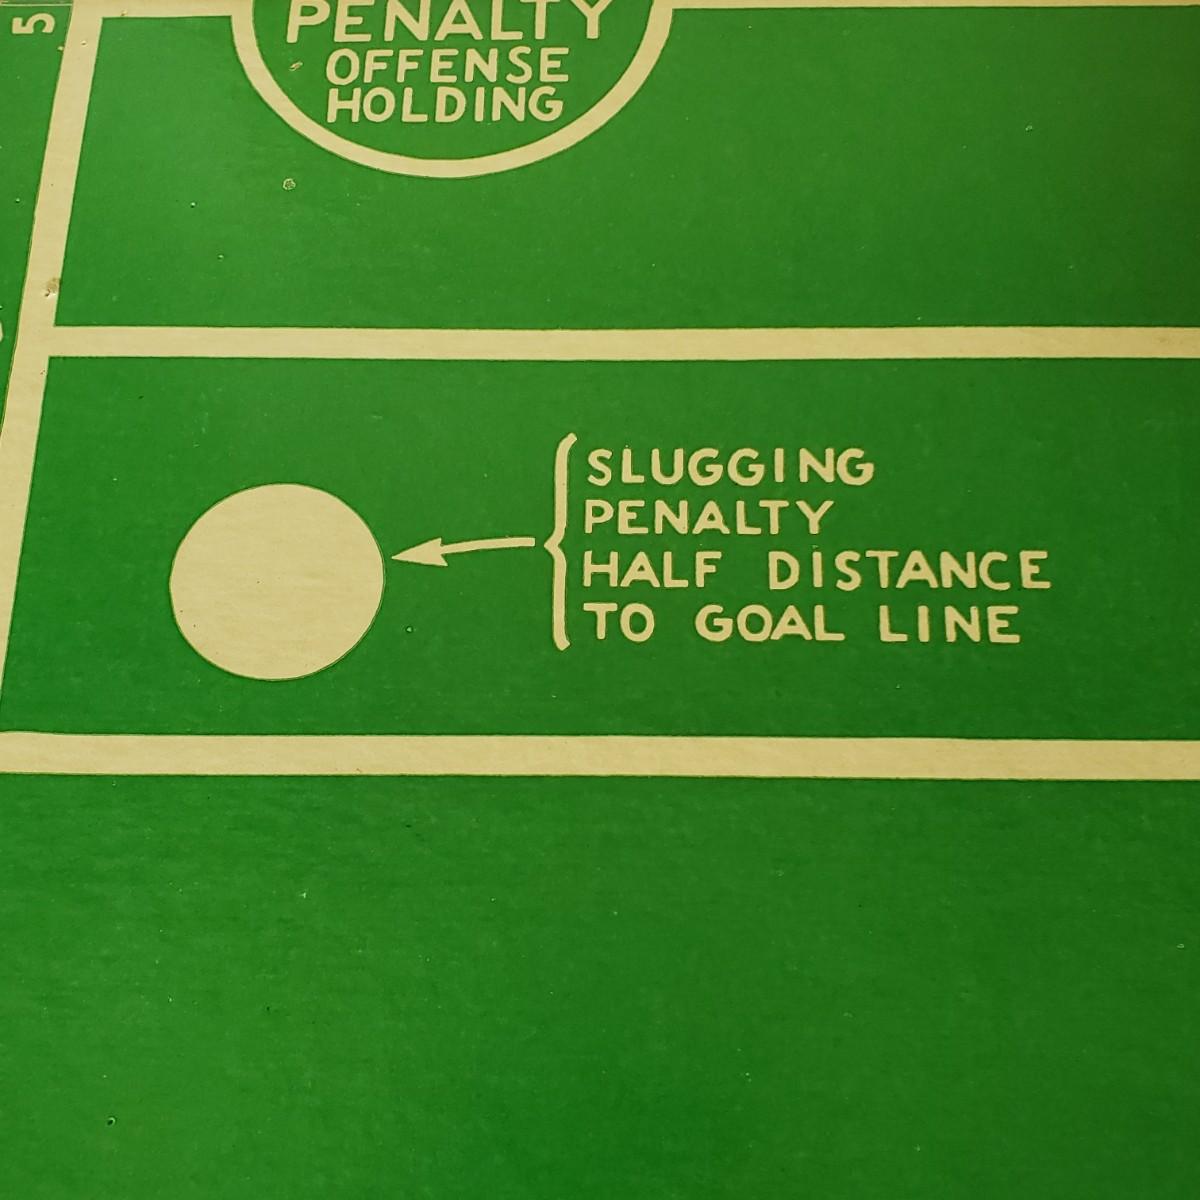 5
PENALTY
OFFENSE
HOLDING
SLUGGING
PENALTY
HALF DISTANCE
TO GOAL LINE